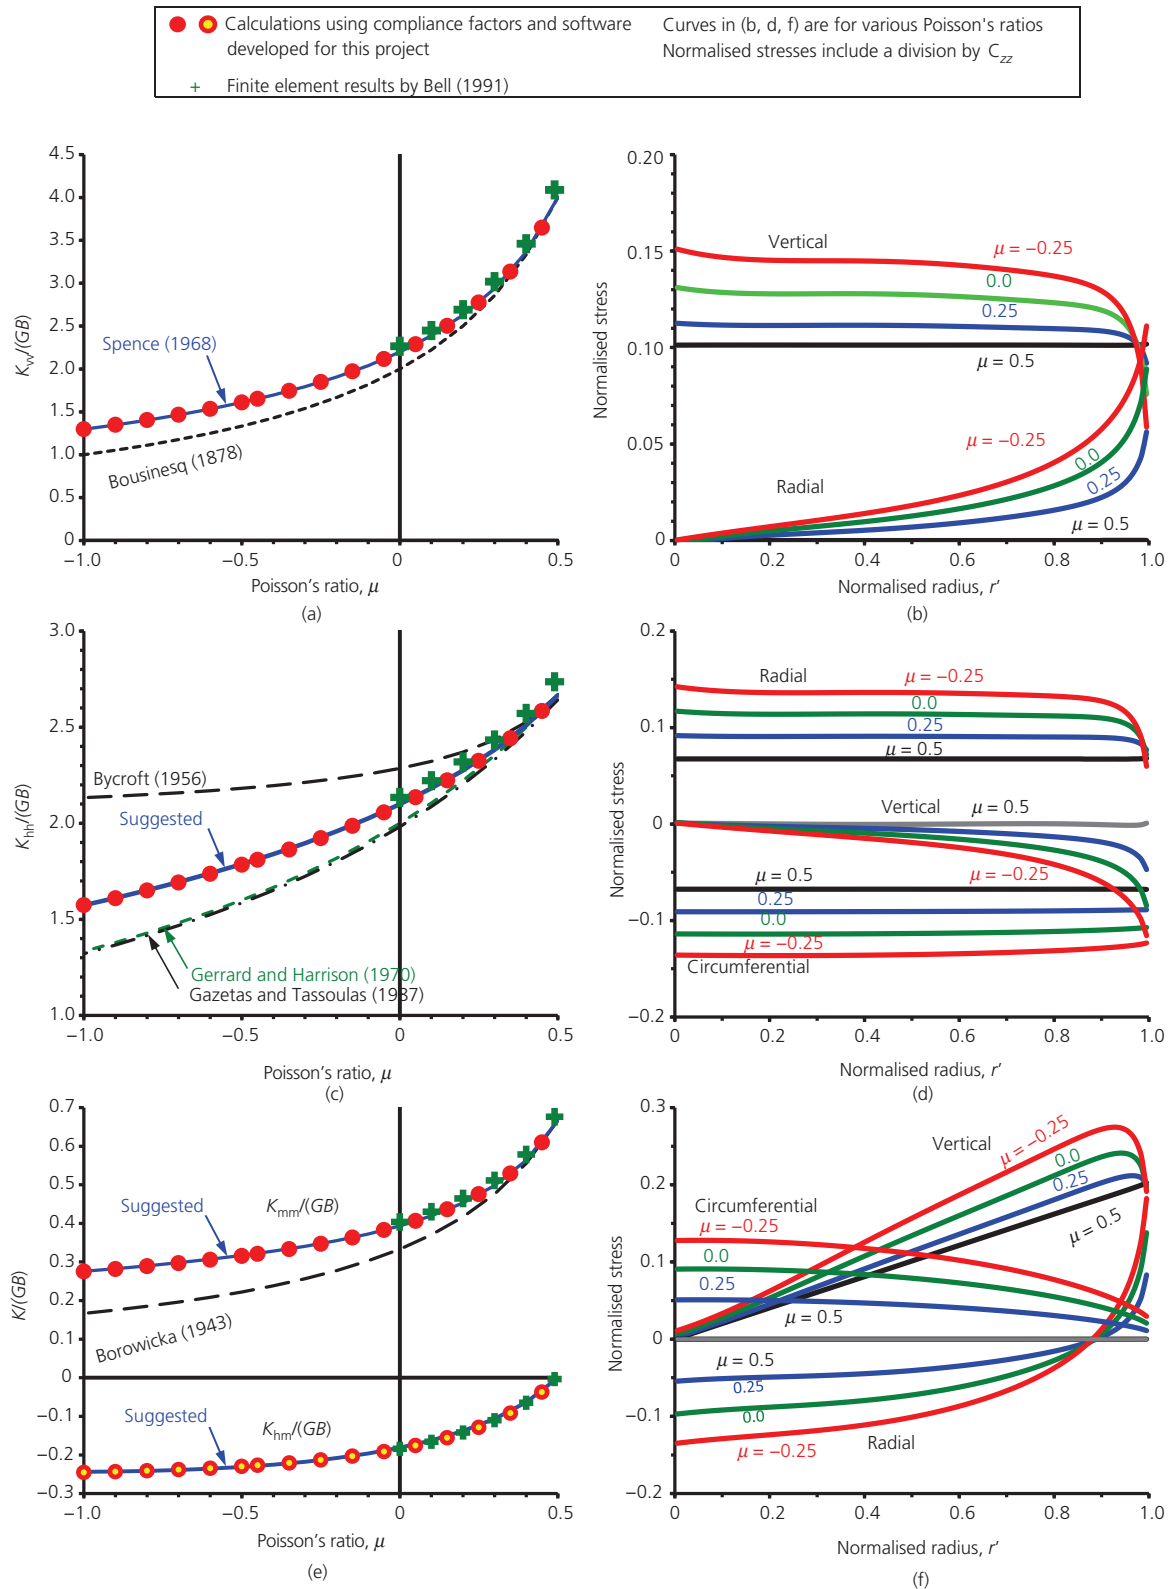 Calculations using compliance factors and software
developed for this project
Finite element results by Bell (1991)
Curves in (b, d, f) are for various Poisson's ratios
Normalised stresses include a division by Czz
4.5
4.0
3.5
3.0
2.5
2.0
1.5
1.0
0.5
0
Kvv/(GB)
Spence (1968)
Bousinesq (1878)
−1.0
−0.5
0
0.5
Poisson's ratio, μ
(a)
0.20
0.15
0.10
0.05
0
Normalised stress
Vertical
μ = −0.25
0.0
0.25
μ = 0.5
μ = −0.25
0.0
0.25
Radial
μ = 0.5
0
0.2
0.4
0.6
0.8
1.0
Normalised radius, r'
(b)
3.0
2.5
2.0
1.5
1.0
Khh/(GB)
Bycroft (1956)
Suggested
Gerrard and Harrison (1970)
Gazetas and Tassoulas (1987)
−1.0
−0.5
0
0.5
Poisson's ratio, μ
(c)
0.2
0.1
0
−0.1
−0.2
Normalised stress
Radial
μ = −0.25
0.0
0.25
μ = 0.5
Vertical
μ = 0.5
μ = −0.25
μ = 0.5
0.25
0.0
μ = −0.25
Circumferential
0
0.2
0.4
0.6
0.8
1.0
Normalised radius, r'
(d)
0.7
0.6
0.5
0.4
0.3
0.2
0.1
0
−0.1
−0.2
−0.3
K/(GB)
Suggested
Kmm/(GB)
Borowicka (1943)
Suggested
Khm/(GB)
−1.0
−0.5
0
0.5
Poisson's ratio, μ
(e)
0.3
0.2
0.1
0
−0.1
−0.2
Normalised stress
Vertical
μ = −0.25
0.0
0.25
μ = 0.5
Circumferential
μ = −0.25
0.0
0.25
μ = 0.5
μ = 0.5
0.25
0.0
μ = −0.25
Radial
0
0.2
0.4
0.6
0.8
1.0
Normalised radius, r'
(f)